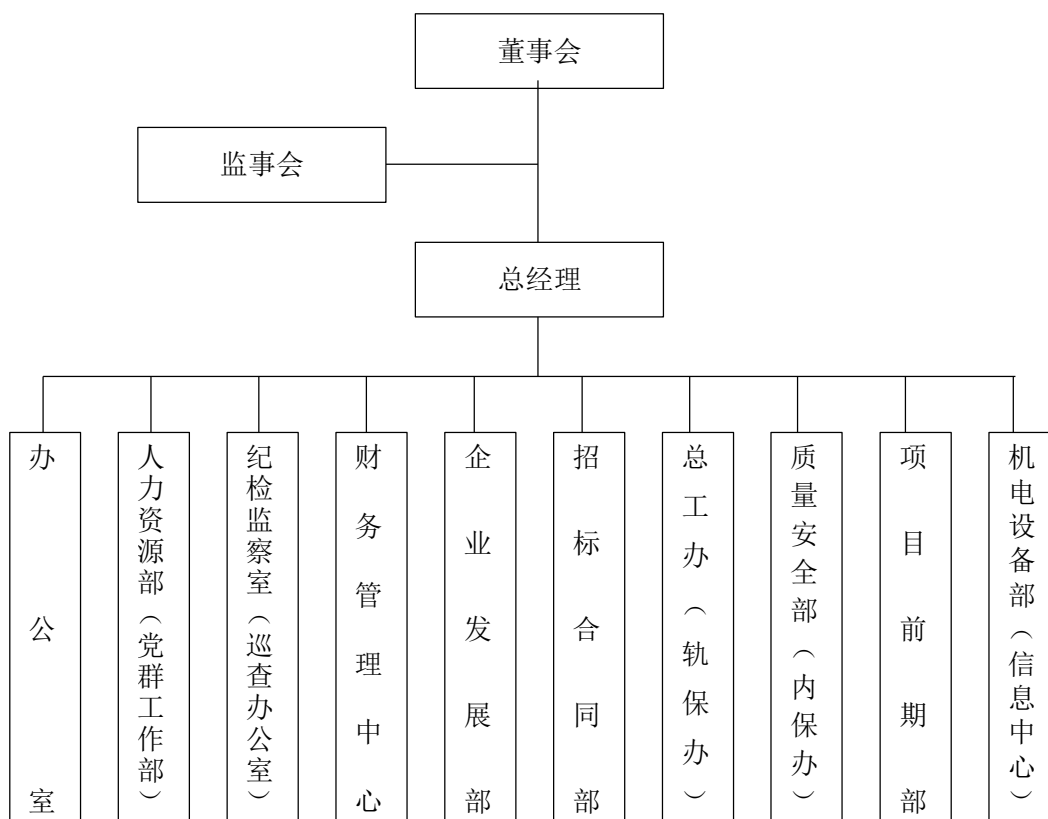 董事会
监事会
总经理
办公室
人力资源部（党群工作部）
纪检监察室（巡查办公室）
财务管理中心
企业发展部
招标合同部
总工办（轨保办）
质量安全部（内保办）
项目前期部
机电设备部（信息中心）